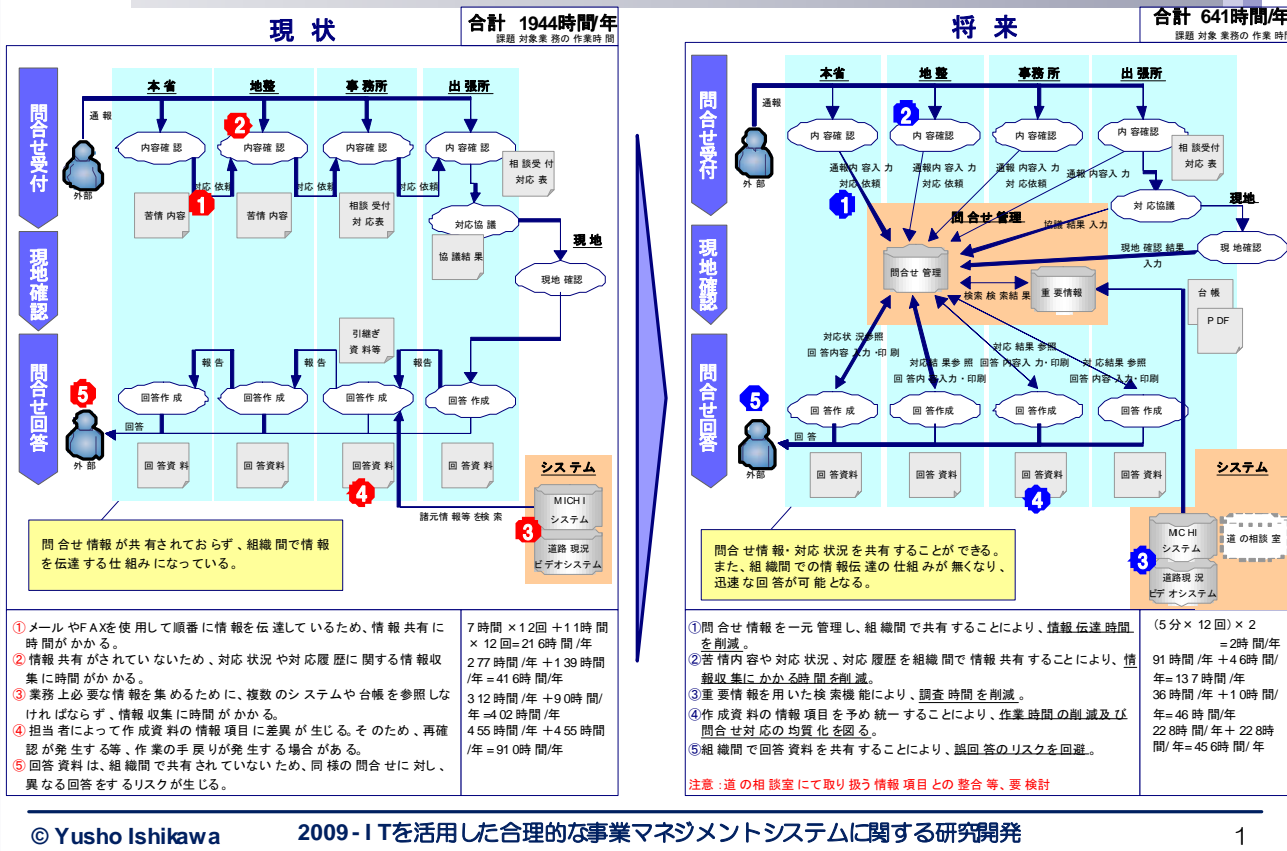 現 状
合計 1944時間/年
課題 対象業務の作業時間
問合せ受付
現地確認
問合せ回答
本省
地整
事務所
出張所
通報
外部
内容確認
内容確認
内容確認
内容確認
2
対応依頼
対応依頼
対応依頼
1
苦情内容
苦情内容
相談受付
対応表
相談受付
対応表
対応協議
協議結果
現地
現地確認
引継ぎ
資料等
報告
報告
報告
回答作成
回答作成
回答作成
回答作成
5
回答
外部
回答資料
回答資料
回答資料
回答資料
4
諸元情報等を検索
システム
3
MICHI
システム
道路現況
ビデオシステム
問合せ情報が共有されておらず、組織間で情報
を伝達する仕組みになっている。
①メールやFAXを使用して順番に情報を伝達しているため、情報共有に
時間がかかる。
②情報共有がされていないため、対応状況や対応履歴に関する情報収
集に時間がかかる。
③業務上必要な情報を集めるために、複数のシステムや台帳を参照しな
ければならず、情報収集に時間がかかる。
④担当者によって作成資料の情報項目に差異が生じる。そのため、再確
認が発生する等、作業の手戻りが発生する場合がある。
⑤回答資料は、組織間で共有されていないため、同様の問合せに対し、
異なる回答をするリスクが生じる。
7時間×12回+11時間
×12回=216時間/年
277時間/年+139時間
/年=416時間/年
312時間/年+90時間/
年=402時間/年
455時間/年+455時間
/年=910時間/年
将 来
合計 641時間/年
課題 対象業務の作業時間
問合せ受付
現地確認
問合せ回答
本省
地整
事務所
出張所
通報
外部
内容確認
内容確認
内容確認
内容確認
2
相談受付
対応表
通報内容入力
対応依頼
通報内容入力
対応依頼
通報内容入力
対応依頼
通報内容入力
1
対応協議
現地
現地確認
問合せ管理
協議結果入力
現地確認結果
入力
問合せ管理
検索 検索結果
重要情報
台帳
PDF
対応状況参照
回答内容入力・印刷
対応結果参照
回答内容入力・印刷
対応結果参照
回答内容入力・印刷
対応結果参照
回答内容入力・印刷
回答作成
回答作成
回答作成
回答作成
5
回答
外部
回答資料
回答資料
回答資料
回答資料
4
システム
3
MICHI
システム
道の相談室
道路現況
ビデオシステム
問合せ情報・対応状況を共有することができる。
また、組織間での情報伝達の仕組みが無くなり、
迅速な回答が可能となる。
①問合せ情報を一元管理し、組織間で共有することにより、情報伝達時間
を削減。
②苦情内容や対応状況、対応履歴を組織間で情報共有することにより、情
報収集にかかる時間を削減。
③重要情報を用いた検索機能により、調査時間を削減。
④作成資料の情報項目を予め統一することにより、作業時間の削減及び
問合せ対応の均質化を図る。
⑤組織間で回答資料を共有することにより、誤回答のリスクを回避。
注意:道の相談室にて取り扱う情報項目との整合等、要検討
(5分×12回)×2
=2時間/年
91時間/年+46時間/
年=137時間/年
36時間/年+10時間/
年=46時間/年
228時間/年+228時
間/年=456時間/年
© Yusho Ishikawa
2009-ITを活用した合理的な事業マネジメントシステムに関する研究開発
1